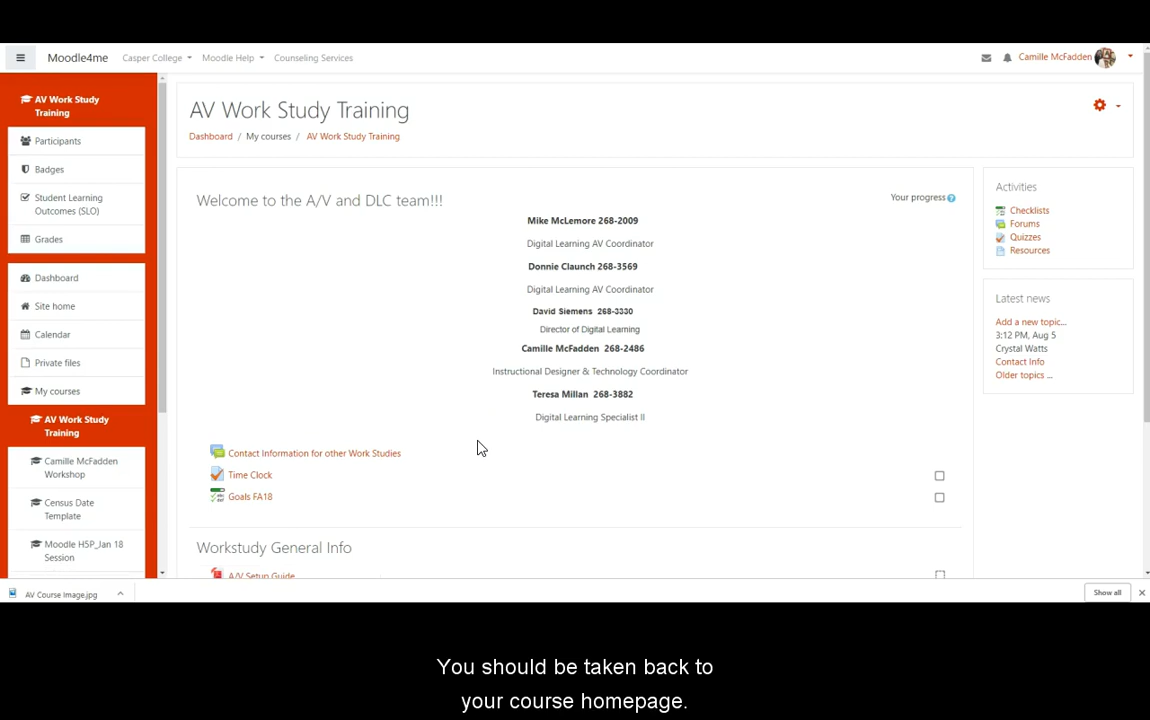 Moodle4me
Casper College
Moodle Help
Counseling Services
Camille McFadden
AV Work Study
Training
Participants
Badges
Student Learning
Outcomes (SLO)
Grades
Dashboard
Site home
Calendar
Private files
My courses
AV Work Study
Training
Camille McFadden
Workshop
Census Date
Template
Moodle H5P_Jan 18
Session
AV Work Study Training
Dashboard / My courses / AV Work Study Training
Welcome to the A/V and DLC team!!!
Your progress
Mike McLemore 268-2009
Digital Learning AV Coordinator
Donnie Claunch 268-3569
Digital Learning AV Coordinator
David Siemens 268-3330
Director of Digital Learning
Camille McFadden 268-2486
Instructional Designer & Technology Coordinator
Teresa Millan 268-3882
Digital Learning Specialist II
Contact Information for other Work Studies
Time Clock
Goals FA18
Workstudy General Info
A/V Setup Guide
Activities
Checklists
Forums
Quizzes
Resources
Latest news
Add a new topic...
3:12 PM, Aug 5
Crystal Watts
Contact Info
Older topics ...
AV Course Image.jpg
Show all
You should be taken back to
your course homepage.